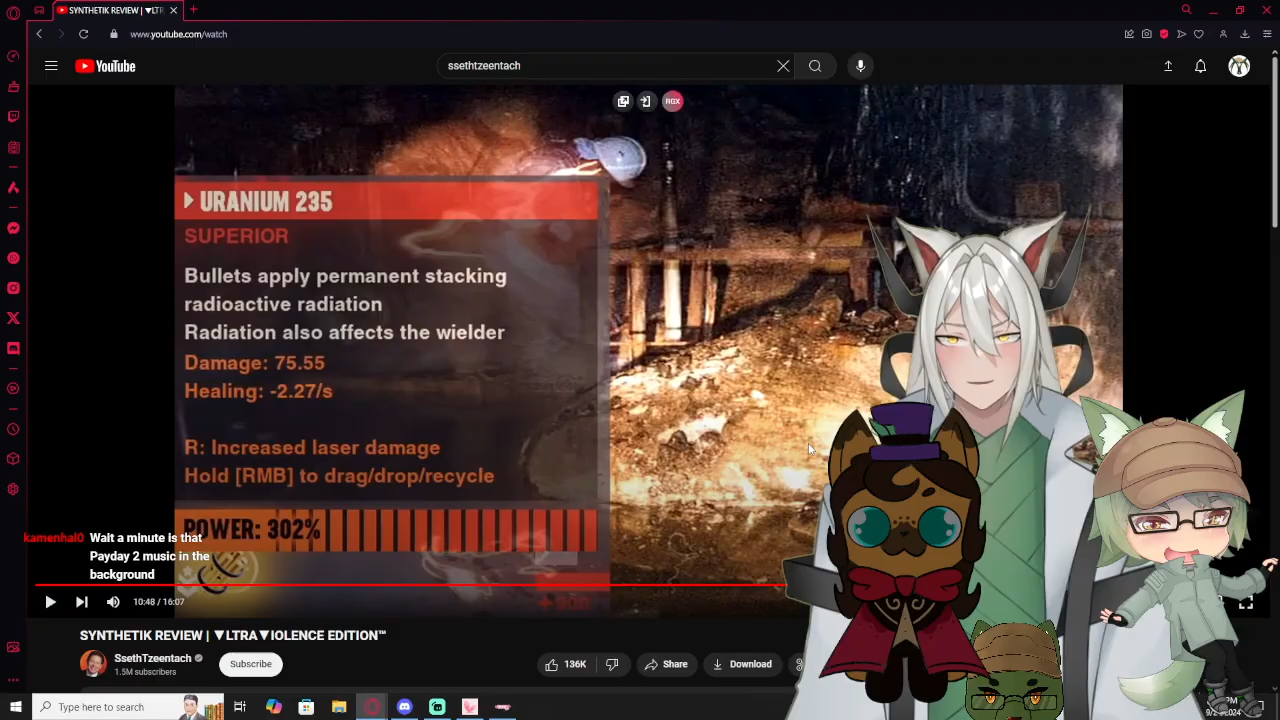 SYNTHETIK REVIEW | ▼LTR
www.youtube.com/watch
YouTube
ssethtzeentach
RGX
URANIUM 235
SUPERIOR
Bullets apply permanent stacking
radioactive radiation
Radiation also affects the wielder
Damage: 75.55
Healing: -2.27/s
R: Increased laser damage
Hold [RMB] to drag/drop/recycle
POWER: 302%
kamenhal0 Wait a minute is that
Payday 2 music in the
background
10:48 / 16:07
SYNTHETIK REVIEW | ▼LTRA▼IOLENCE EDITION™
SsethTzeentach
1.5M subscribers
Subscribe
136K
Share
Download
Type here to search